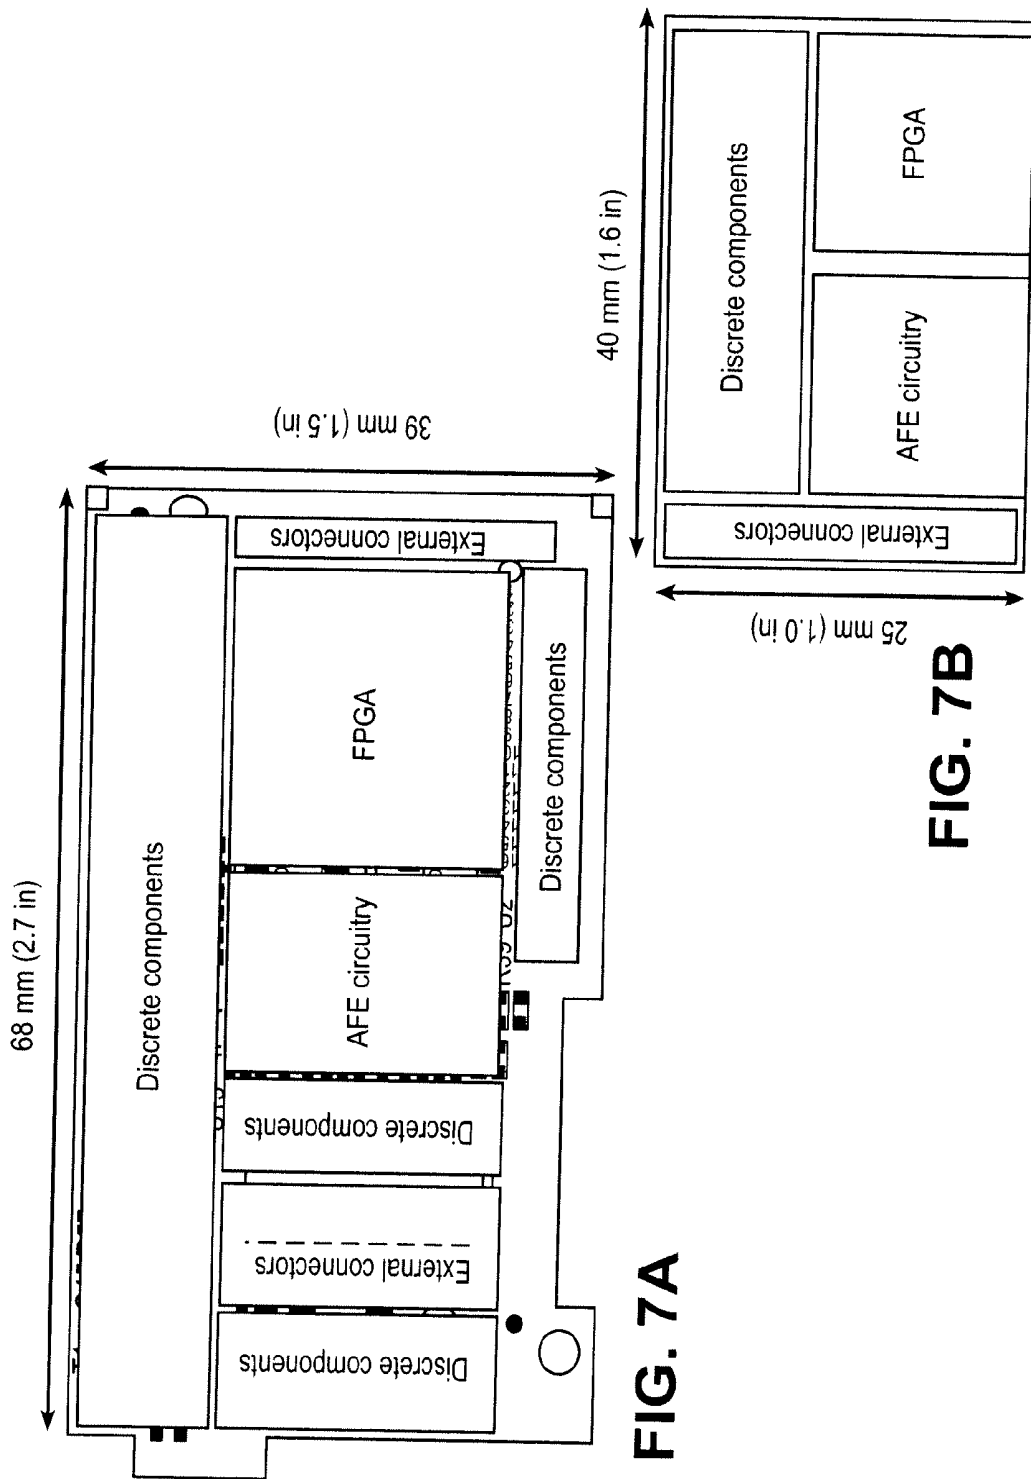 68 mm (2.7 in)
39 mm (1.5 in)
Discrete components
Discrete components
External connectors
Discrete components
AFE circuitry
FPGA
External connectors
Discrete components
FIG. 7A
40 mm (1.6 in)
25 mm (1.0 in)
External connectors
Discrete components
AFE circuitry
FPGA
FIG. 7B